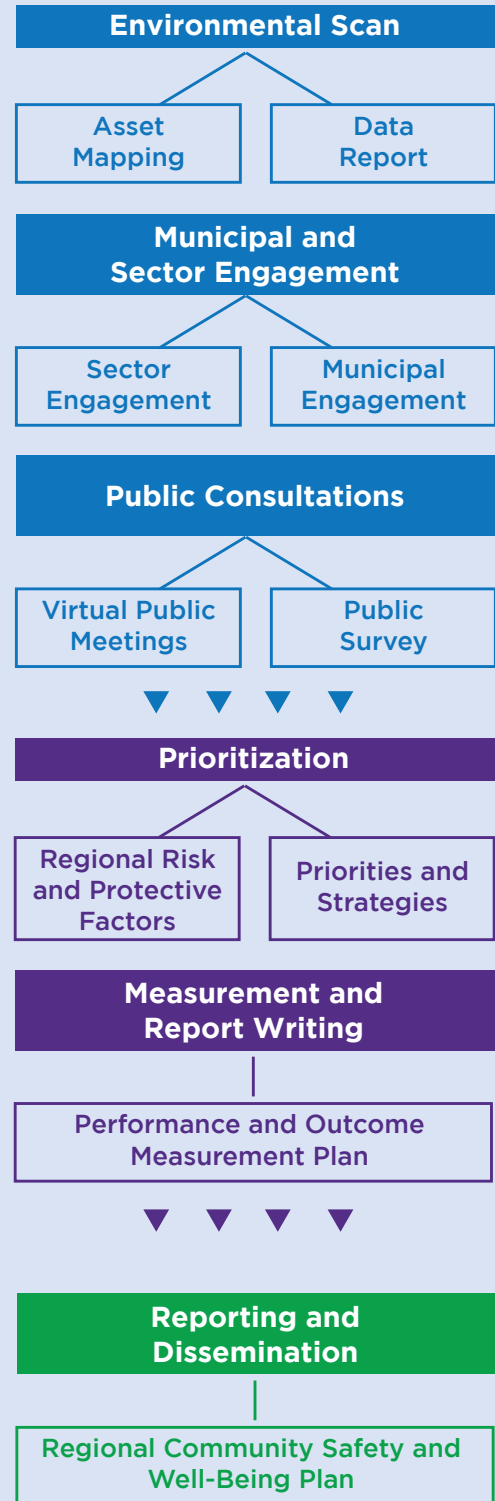 Environmental Scan
Asset
Mapping
Data
Report
Municipal and
Sector Engagement
Sector
Engagement
Municipal
Engagement
Public Consultations
Virtual Public
Meetings
Public
Survey
Prioritization
Regional Risk
and Protective
Factors
Priorities and
Strategies
Measurement and
Report Writing
Performance and Outcome
Measurement Plan
Reporting and
Dissemination
Regional Community Safety and
Well-Being Plan